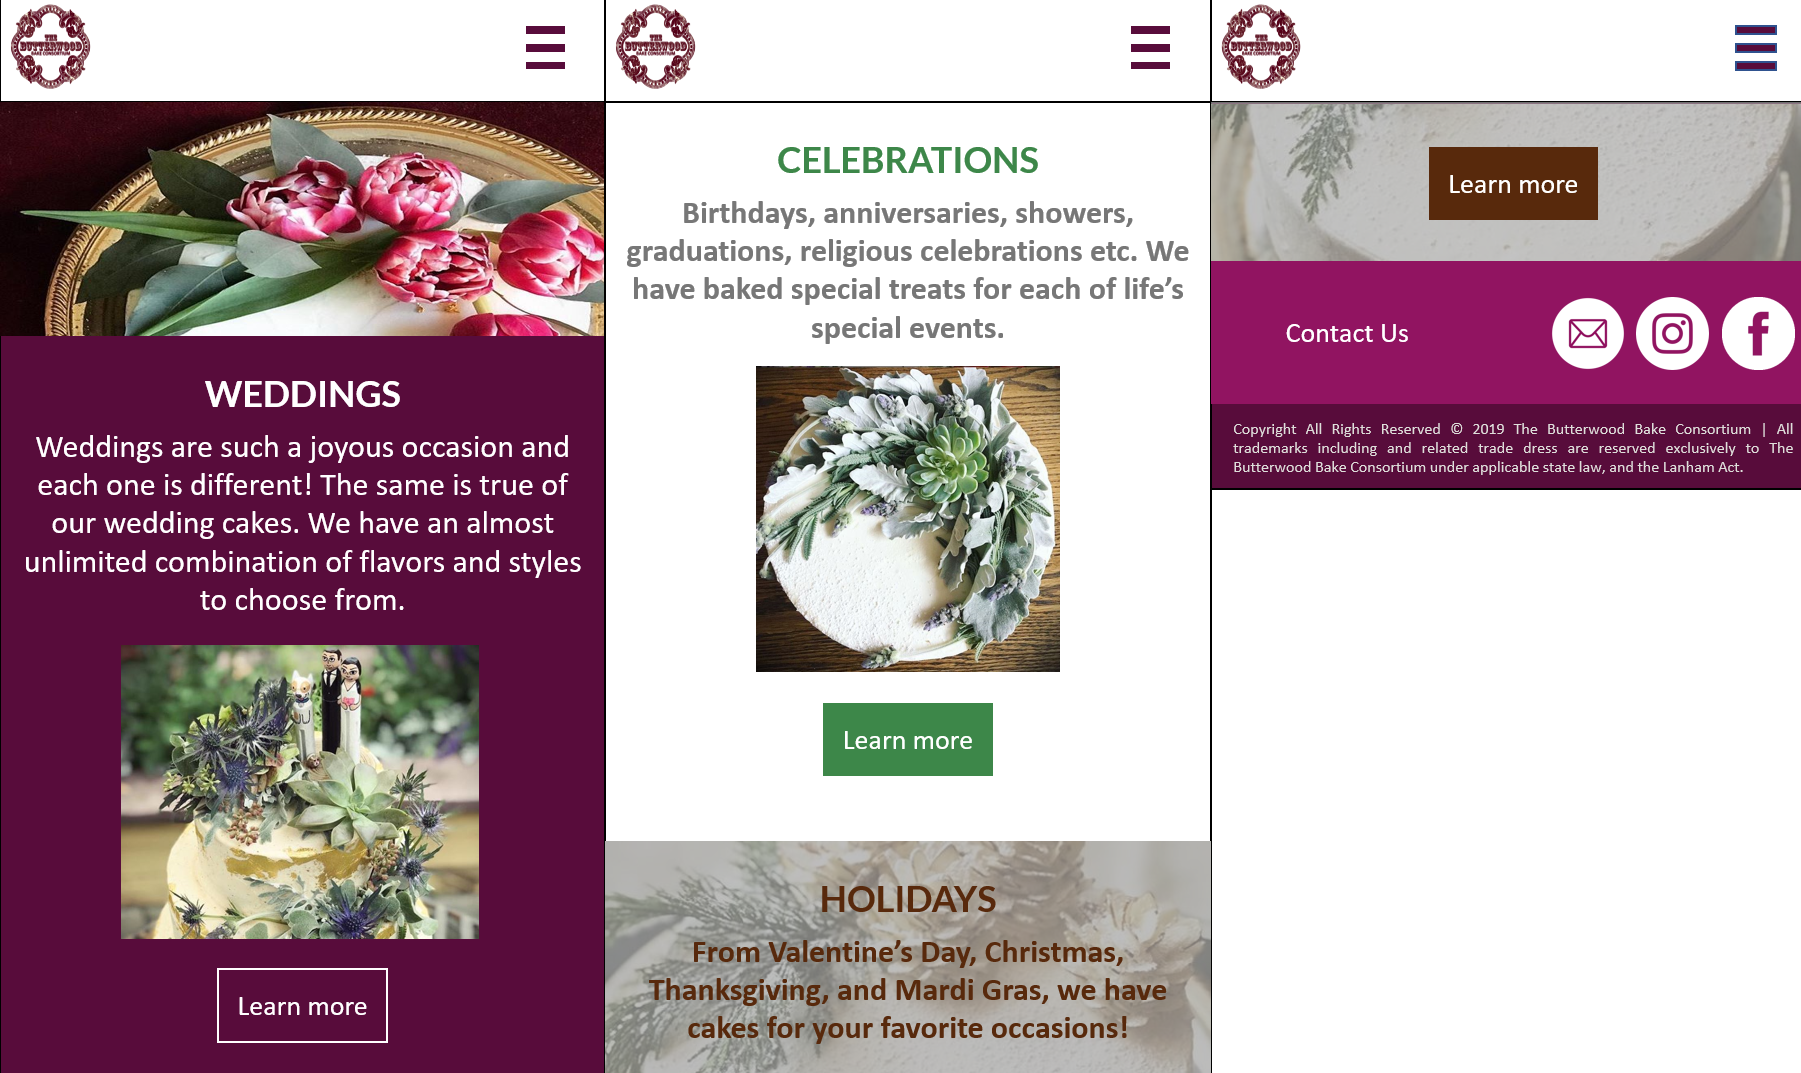 THE
BUTTERWOOD
BAKE CONSORTIUM
WEDDINGS
Weddings are such a joyous occasion and
each one is different! The same is true of
our wedding cakes. We have an almost
unlimited combination of flavors and styles
to choose from.
Learn more
THE
BUTTERWOOD
BAKE CONSORTIUM
CELEBRATIONS
Birthdays, anniversaries, showers,
graduations, religious celebrations etc. We
have baked special treats for each of life’s
special events.
Learn more
HOLIDAYS
From Valentine’s Day, Christmas,
Thanksgiving, and Mardi Gras, we have
cakes for your favorite occasions!
THE
BUTTERWOOD
BAKE CONSORTIUM
Learn more
Contact Us
Copyright All Rights Reserved © 2019 The Butterwood Bake Consortium | All
trademarks including and related trade dress are reserved exclusively to The
Butterwood Bake Consortium under applicable state law, and the Lanham Act.